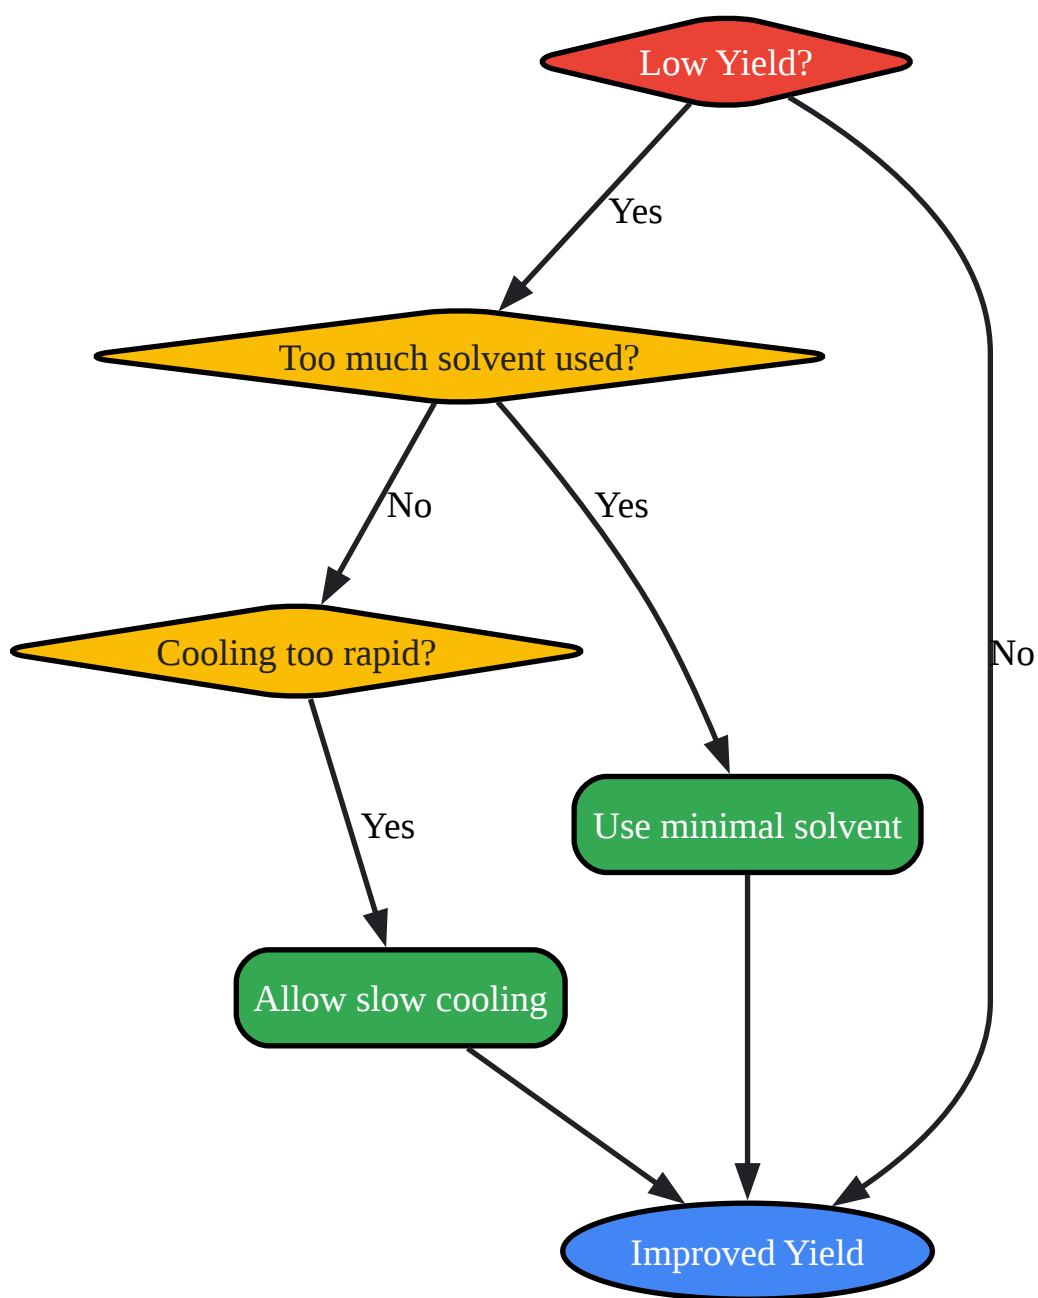 Low Yield?
Yes
Too much solvent used?
No
Yes
Cooling too rapid?
No
Yes
Use minimal solvent
Allow slow cooling
Improved Yield